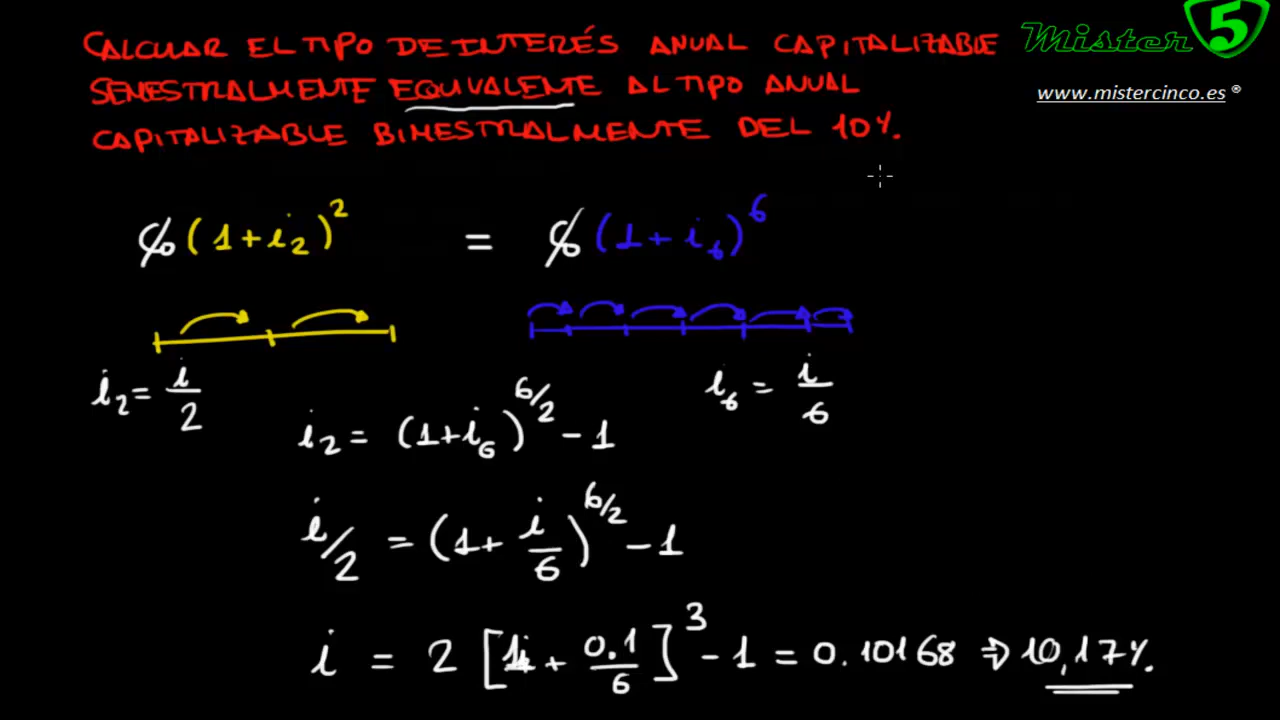 CALCULAR EL TIPO DE INTERÉS ANUAL CAPITALIZABLE
SEMESTRALMENTE EQUIVALENTE AL TIPO ANUAL
CAPITALIZABLE BIMESTRALMENTE DEL 10%.
Mister 5
www.mistercinco.es ®
C₀(1+i₂)² = C₀(1+i₆)⁶
i₂ = i/2
i₆ = i/6
i₂ = (1+i₆)^6/2 - 1
i/2 = (1 + i/6)^6/2 - 1
i = 2 [1 + 0.1/6]³ - 1 = 0.10168 ⇒ 10,17%.